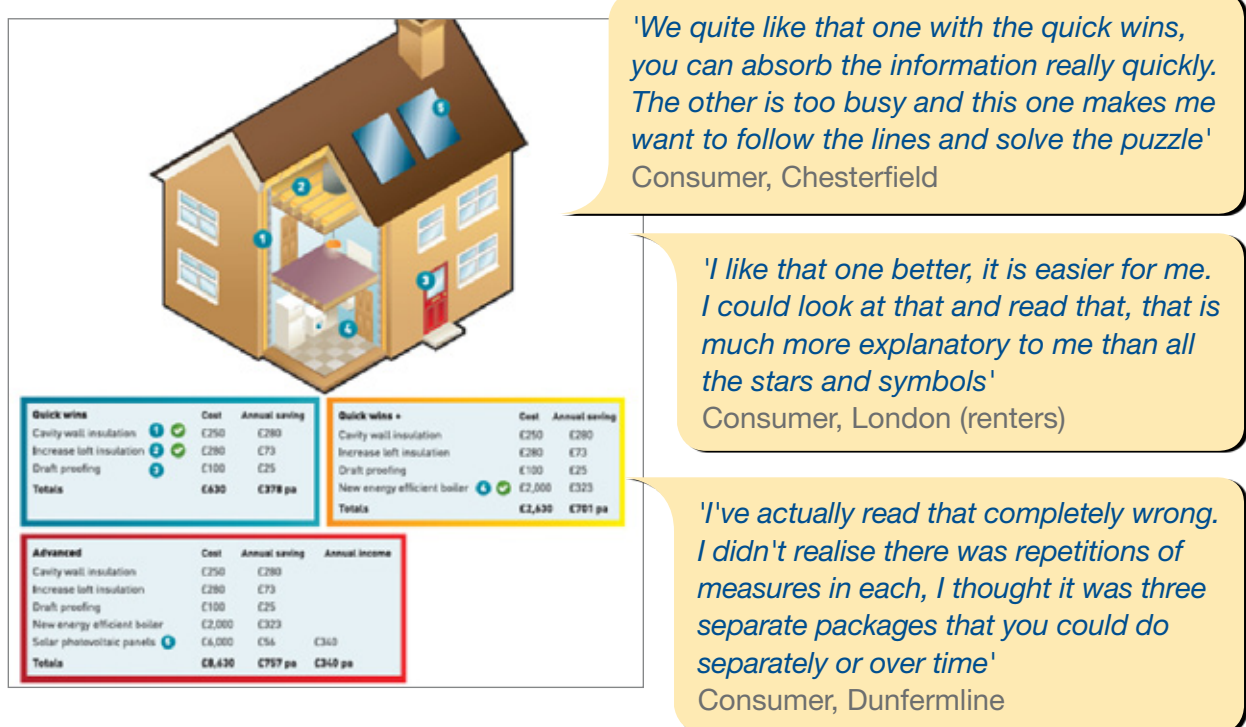 'We quite like that one with the quick wins,
you can absorb the information really quickly.
The other is too busy and this one makes me
want to follow the lines and solve the puzzle'
Consumer, Chesterfield
'I like that one better, it is easier for me.
I could look at that and read that, that is
much more explanatory to me than all
the stars and symbols'
Consumer, London (renters)
'I've actually read that completely wrong.
I didn't realise there was repetitions of
measures in each, I thought it was three
separate packages that you could do
separately or over time'
Consumer, Dunfermline
5
2
1
3
4
Quick wins Cost Annual saving
Cavity wall insulation 1 £250 £280
Increase loft insulation 2 £280 £73
Draft proofing 3 £100 £25
Totals £630 £378 pa
Quick wins + Cost Annual saving
Cavity wall insulation £250 £280
Increase loft insulation £280 £73
Draft proofing £100 £25
New energy efficient boiler 4 £2,000 £323
Totals £2,630 £701 pa
Advanced Cost Annual saving Annual income
Cavity wall insulation £250 £280
Increase loft insulation £280 £73
Draft proofing £100 £25
New energy efficient boiler £2,000 £323
Solar photovoltaic panels 5 £6,000 £56 £340
Totals £8,630 £757 pa £340 pa